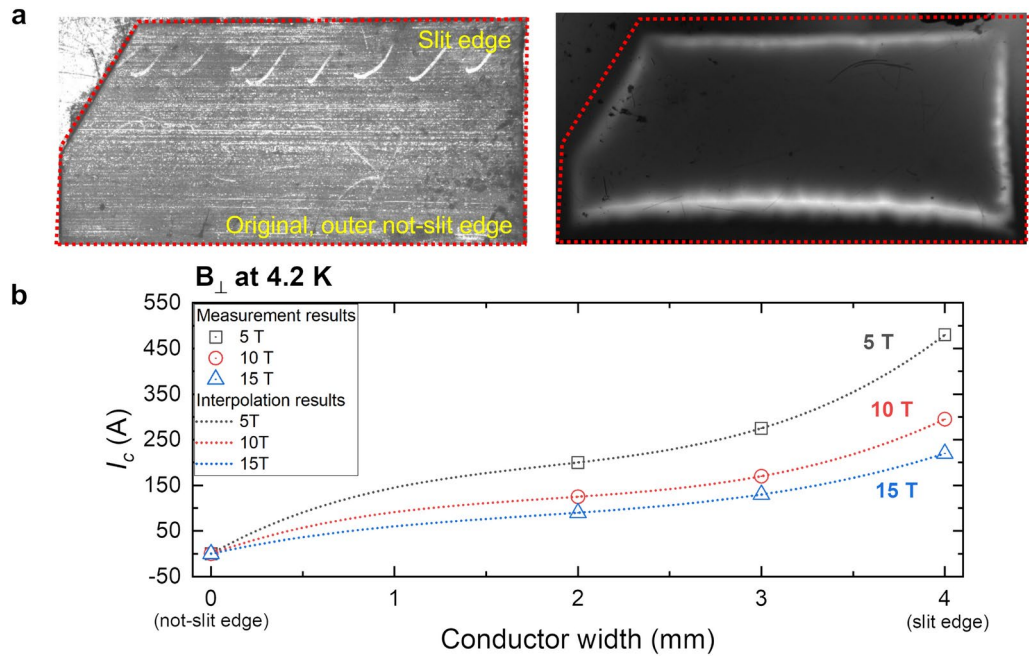 a
Slit edge
Original, outer not-slit edge
b
B⊥ at 4.2 K
550
450
350
250
150
50
-50
I_c (A)
Measurement results
5 T
10 T
15 T
Interpolation results
5T
10T
15T
5 T
10 T
15 T
0 1 2 3 4
(not-slit edge) (slit edge)
Conductor width (mm)